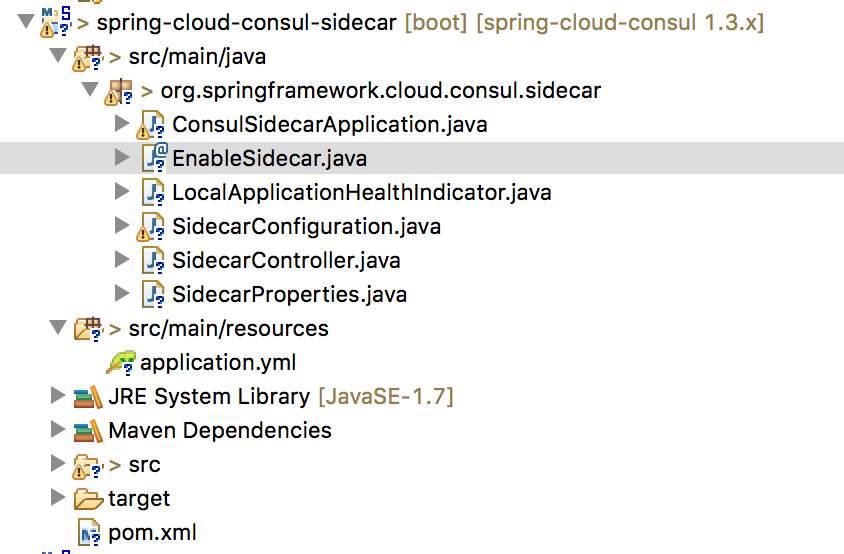 > spring-cloud-consul-sidecar [boot] [spring-cloud-consul 1.3.x]
> src/main/java
> org.springframework.cloud.consul.sidecar
ConsulSidecarApplication.java
EnableSidecar.java
LocalApplicationHealthIndicator.java
SidecarConfiguration.java
SidecarController.java
SidecarProperties.java
> src/main/resources
application.yml
JRE System Library [JavaSE-1.7]
Maven Dependencies
> src
target
pom.xml